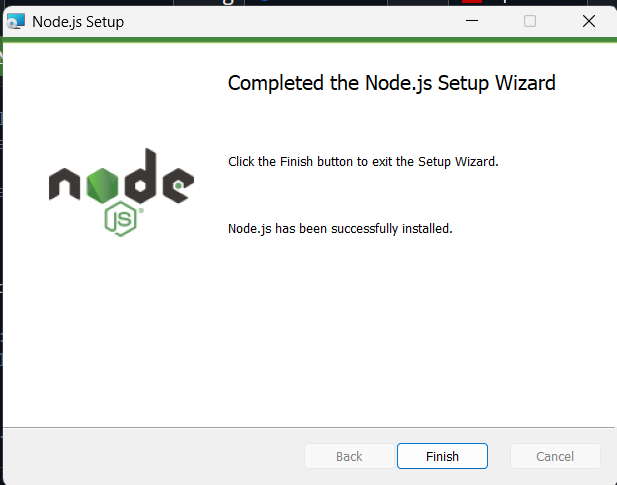 Node.js Setup
Completed the Node.js Setup Wizard
Click the Finish button to exit the Setup Wizard.
node
JS
Node.js has been successfully installed.
Back
Finish
Cancel